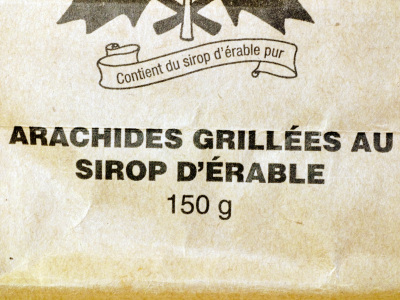 Contient du sirop d'érable pur
ARACHIDES GRILLÉES AU
SIROP D'ÉRABLE
150 g